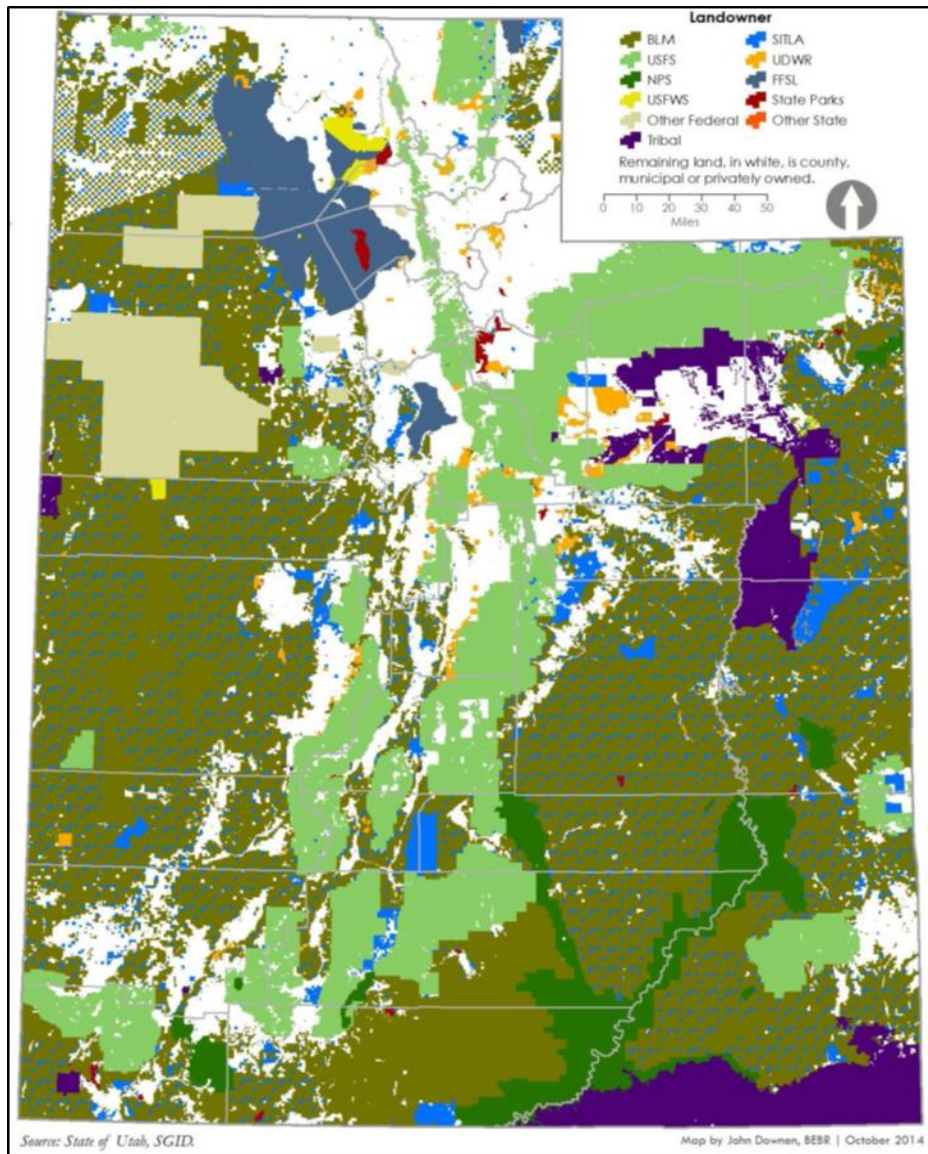 Landowner
BLM
USFS
NPS
USFWS
Other Federal
Tribal
SITLA
UDWR
FFSL
State Parks
Other State
Remaining land, in white, is county,
municipal or privately owned.
0 10 20 30 40 50
Miles
Source: State of Utah, SGID.
Map by John Downen, BEBR | October 2014